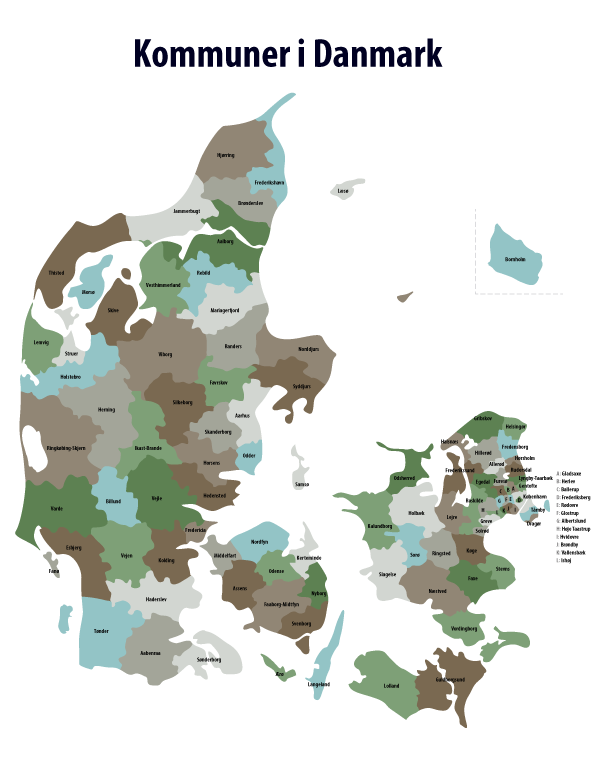 Kommuner i Danmark
Hjørring
Frederikshavn
Læsø
Brønderslev
Jammerbugt
Aalborg
Bornholm
Thisted
Rebild
Vesthimmerland
Morsø
Mariagerfjord
Skive
Lemvig
Randers
Norddjurs
Struer
Viborg
Holstebro
Favrskov
Syddjurs
Silkeborg
Herning
Aarhus
Skanderborg
Ikast-Brande
Ringkøbing-Skjern
Odder
Horsens
Samsø
Hedensted
Billund
Vejle
Varde
Fredericia
Esbjerg
Vejen
Kolding
Fanø
Haderslev
Tønder
Aabenraa
Sønderborg
Nordfyn
Middelfart
Kerteminde
Odense
Assens
Nyborg
Faaborg-Midtfyn
Svendborg
Ærø
Langeland
Gribskov
Helsingør
Halsnæs
Fredensborg
Hillerød
Hørsholm
Allerød
Frederikssund
Rudersdal
Odsherred
Egedal
Furesø
Lyngby-Taarbæk
Gentofte
Roskilde
København
Holbæk
Lejre
Greve
Tårnby
Dragør
Kalundborg
Solrød
Sorø
Ringsted
Køge
Slagelse
Stevns
Faxe
Næstved
Vordingborg
Lolland
Guldborgsund
A: Gladsaxe
B: Herlev
C: Ballerup
D: Frederiksberg
E: Rødovre
F: Glostrup
G: Albertslund
H: Høje Taastrup
I: Hvidovre
J: Brøndby
K: Vallensbæk
L: Ishøj